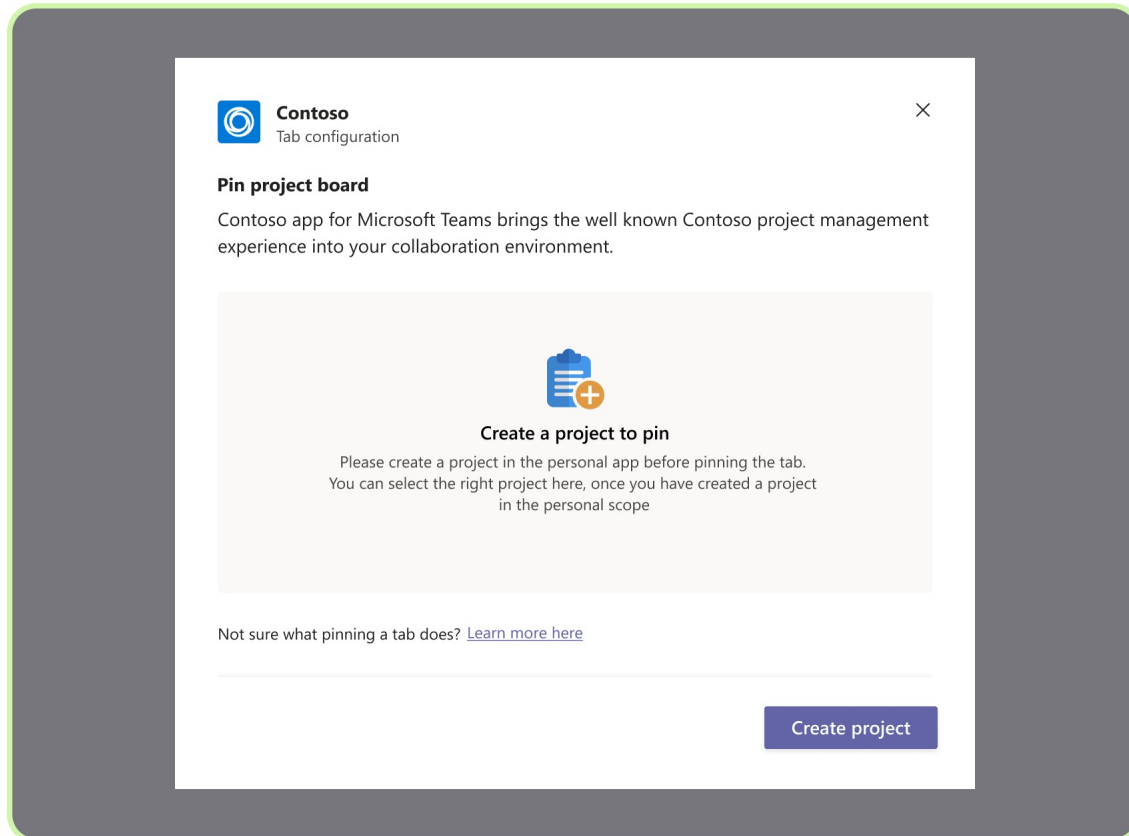 Contoso
Tab configuration
Pin project board
Contoso app for Microsoft Teams brings the well known Contoso project management
experience into your collaboration environment.
Create a project to pin
Please create a project in the personal app before pinning the tab.
You can select the right project here, once you have created a project
in the personal scope
Not sure what pinning a tab does? Learn more here
Create project